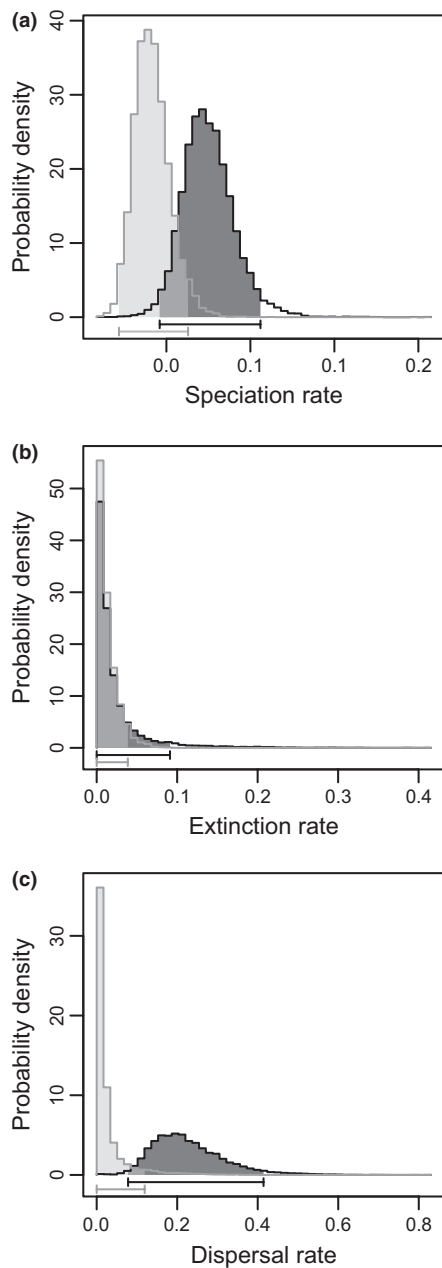 (a)
Probability density
40
30
20
10
0
0.0 0.1 0.1 0.2
Speciation rate
(b)
Probability density
50
40
30
20
10
0
0.0 0.1 0.2 0.3 0.4
Extinction rate
(c)
Probability density
30
20
10
0
0.0 0.2 0.4 0.6 0.8
Dispersal rate